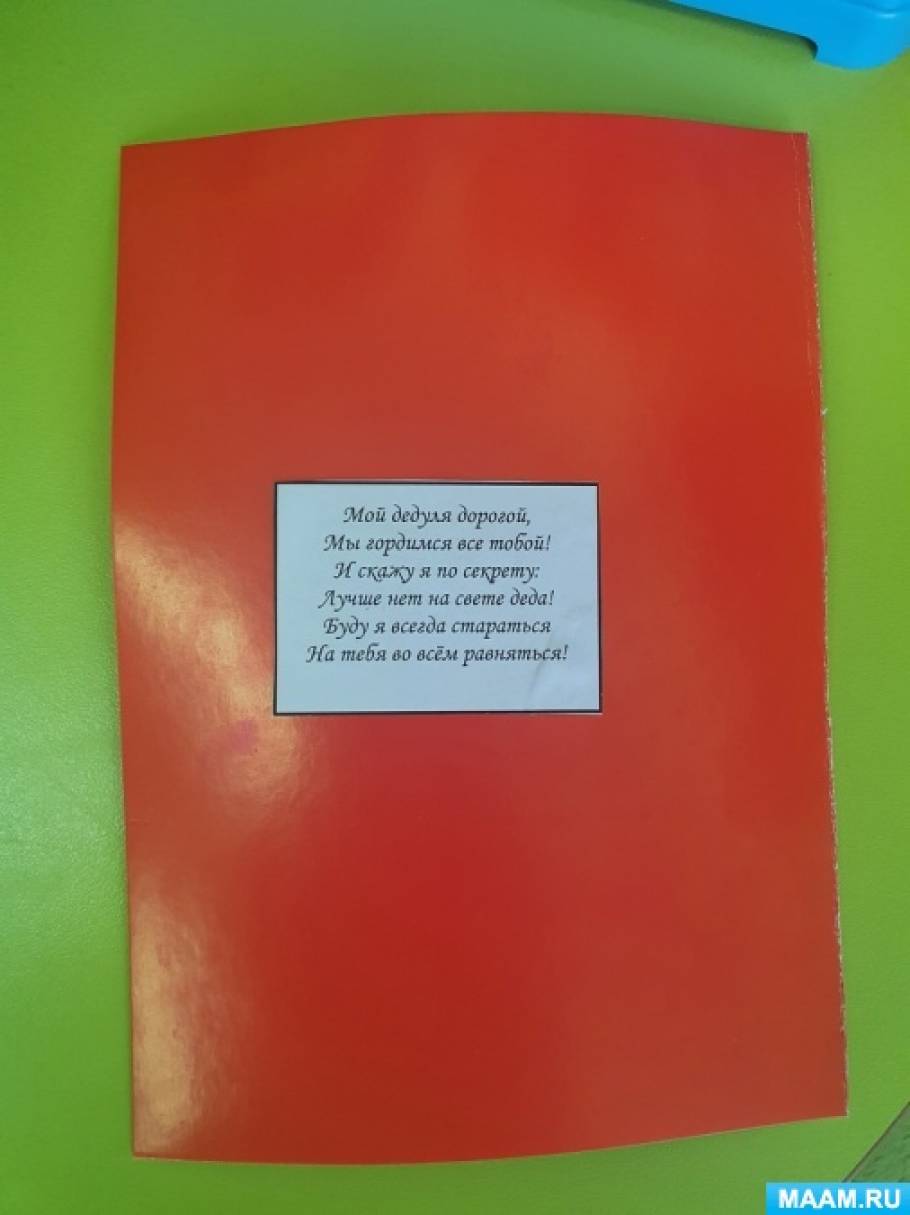 Мой дедуля дорогой,
Мы гордимся все тобой!
И скажу я по секрету:
Лучше нет на свете деда!
Буду я всегда стараться
На тебя во всём равняться!
MAAM.RU